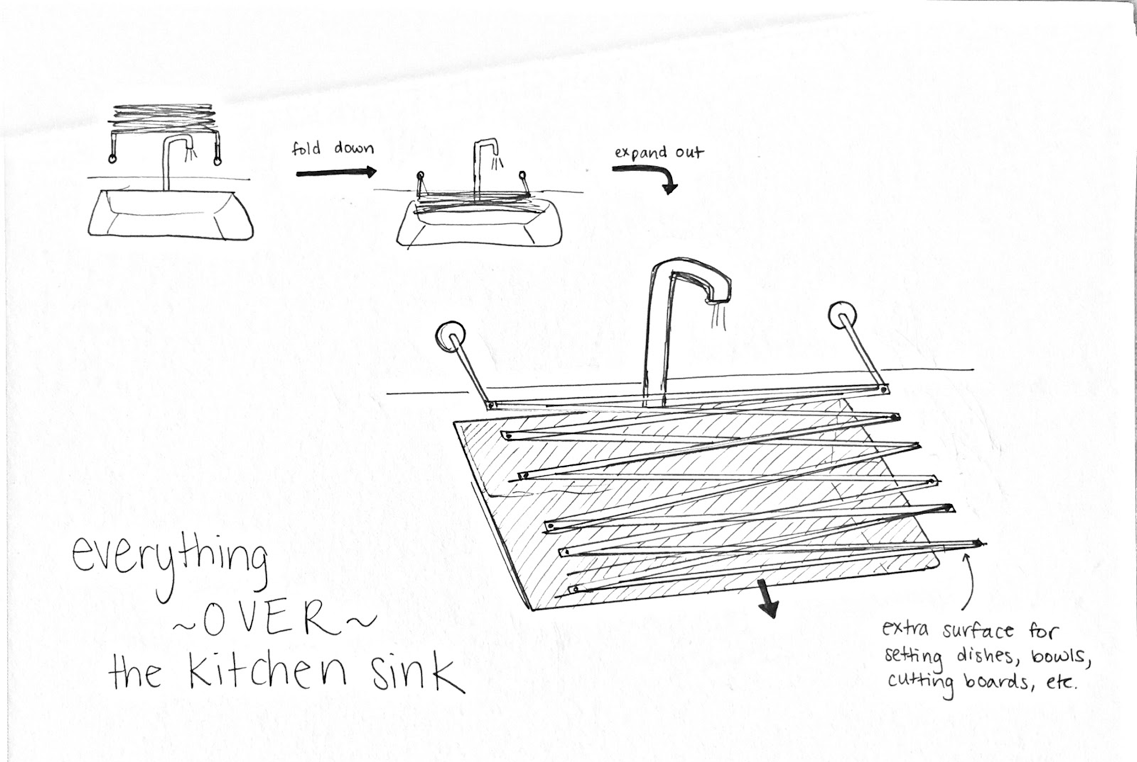 fold down
expand out
everything
~OVER~
the kitchen sink
extra surface for
setting dishes, bowls,
cutting boards, etc.